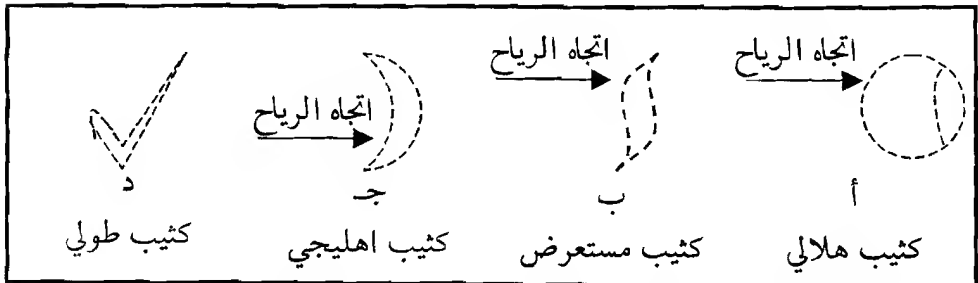 اتجاه الرياح
أ
كثيب هلالي
اتجاه الرياح
ب
كثيب مستعرض
اتجاه الرياح
جـ
كثيب اهليجي
د
كثيب طولي